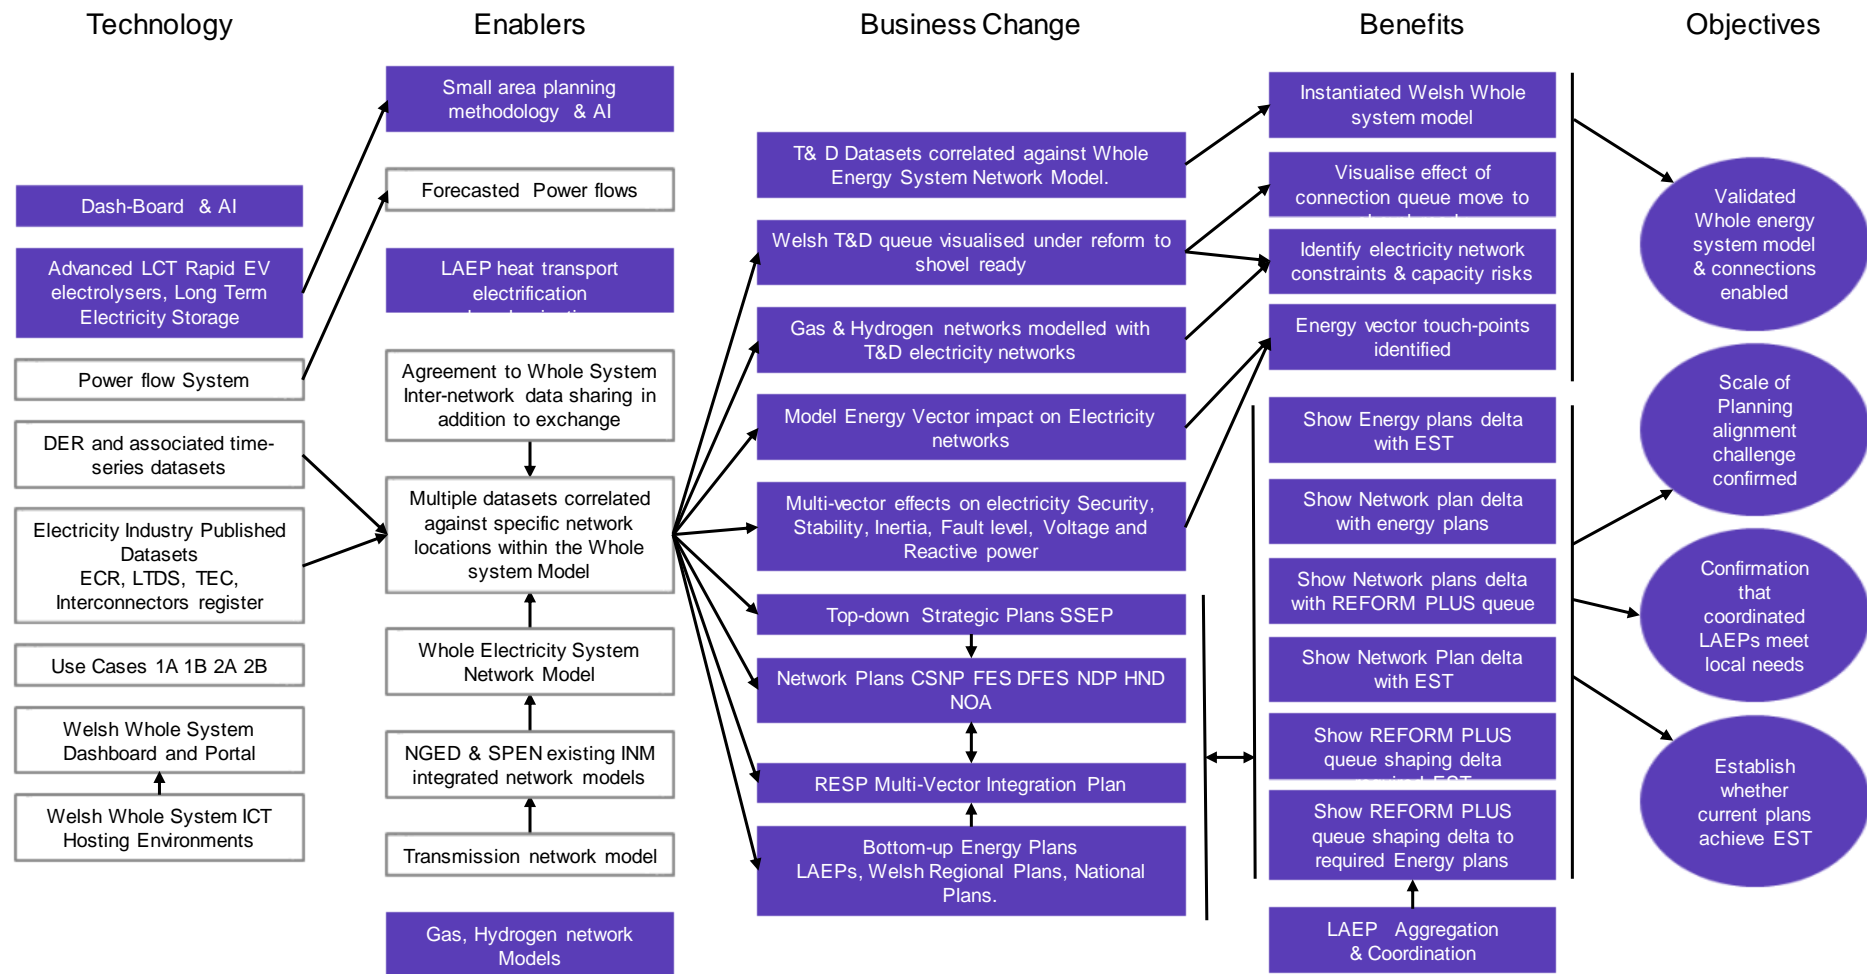 Technology
Enablers
Business Change
Benefits
Objectives
Dash-Board & AI
Advanced LCT Rapid EV
electrolysers, Long Term
Electricity Storage
Power flow System
DER and associated time-
series datasets
Electricity Industry Published
Datasets
ECR, LTDS, TEC,
Interconnectors register
Use Cases 1A 1B 2A 2B
Welsh Whole System
Dashboard and Portal
Welsh Whole System ICT
Hosting Environments
Small area planning
methodology & AI
Forecasted Power flows
LAEP heat transport
electrification
Agreement to Whole System
Inter-network data sharing in
addition to exchange
Multiple datasets correlated
against specific network
locations within the Whole
system Model
Whole Electricity System
Network Model
NGED & SPEN existing INM
integrated network models
Transmission network model
Gas, Hydrogen network
Models
T& D Datasets correlated against Whole
Energy System Network Model.
Welsh T&D queue visualised under reform to
shovel ready
Gas & Hydrogen networks modelled with
T&D electricity networks
Model Energy Vector impact on Electricity
networks
Multi-vector effects on electricity Security,
Stability, Inertia, Fault level, Voltage and
Reactive power
Top-down Strategic Plans SSEP
Network Plans CSNP FES DFES NDP HND
NOA
RESP Multi-Vector Integration Plan
Bottom-up Energy Plans
LAEPs, Welsh Regional Plans, National
Plans.
Instantiated Welsh Whole
system model
Visualise effect of
connection queue move to
Identify electricity network
constraints & capacity risks
Energy vector touch-points
identified
Show Energy plans delta
with EST
Show Network plan delta
with energy plans
Show Network plans delta
with REFORM PLUS queue
Show Network Plan delta
with EST
Show REFORM PLUS
queue shaping delta
required EST
Show REFORM PLUS
queue shaping delta to
required Energy plans
LAEP Aggregation
& Coordination
Validated
Whole energy
system model
& connections
enabled
Scale of
Planning
alignment
challenge
confirmed
Confirmation
that
coordinated
LAEPs meet
local needs
Establish
whether
current plans
achieve EST